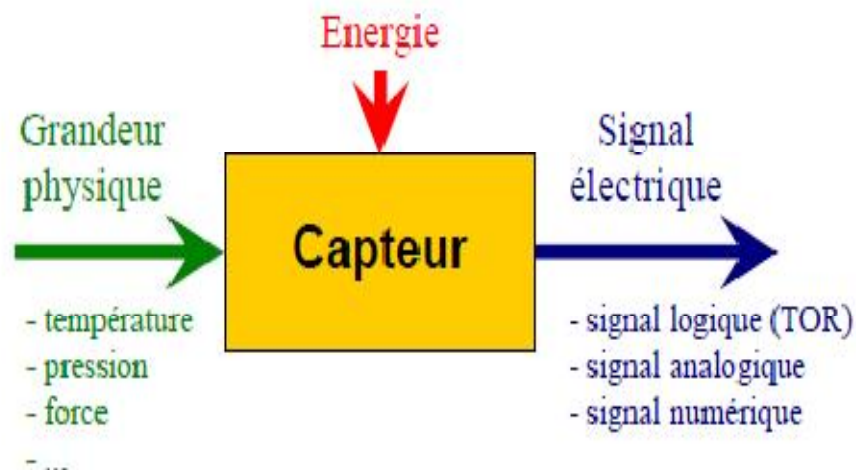 Energie
Grandeur
physique
Signal
électrique
Capteur
- température
- pression
- force
- ...
- signal logique (TOR)
- signal analogique
- signal numérique